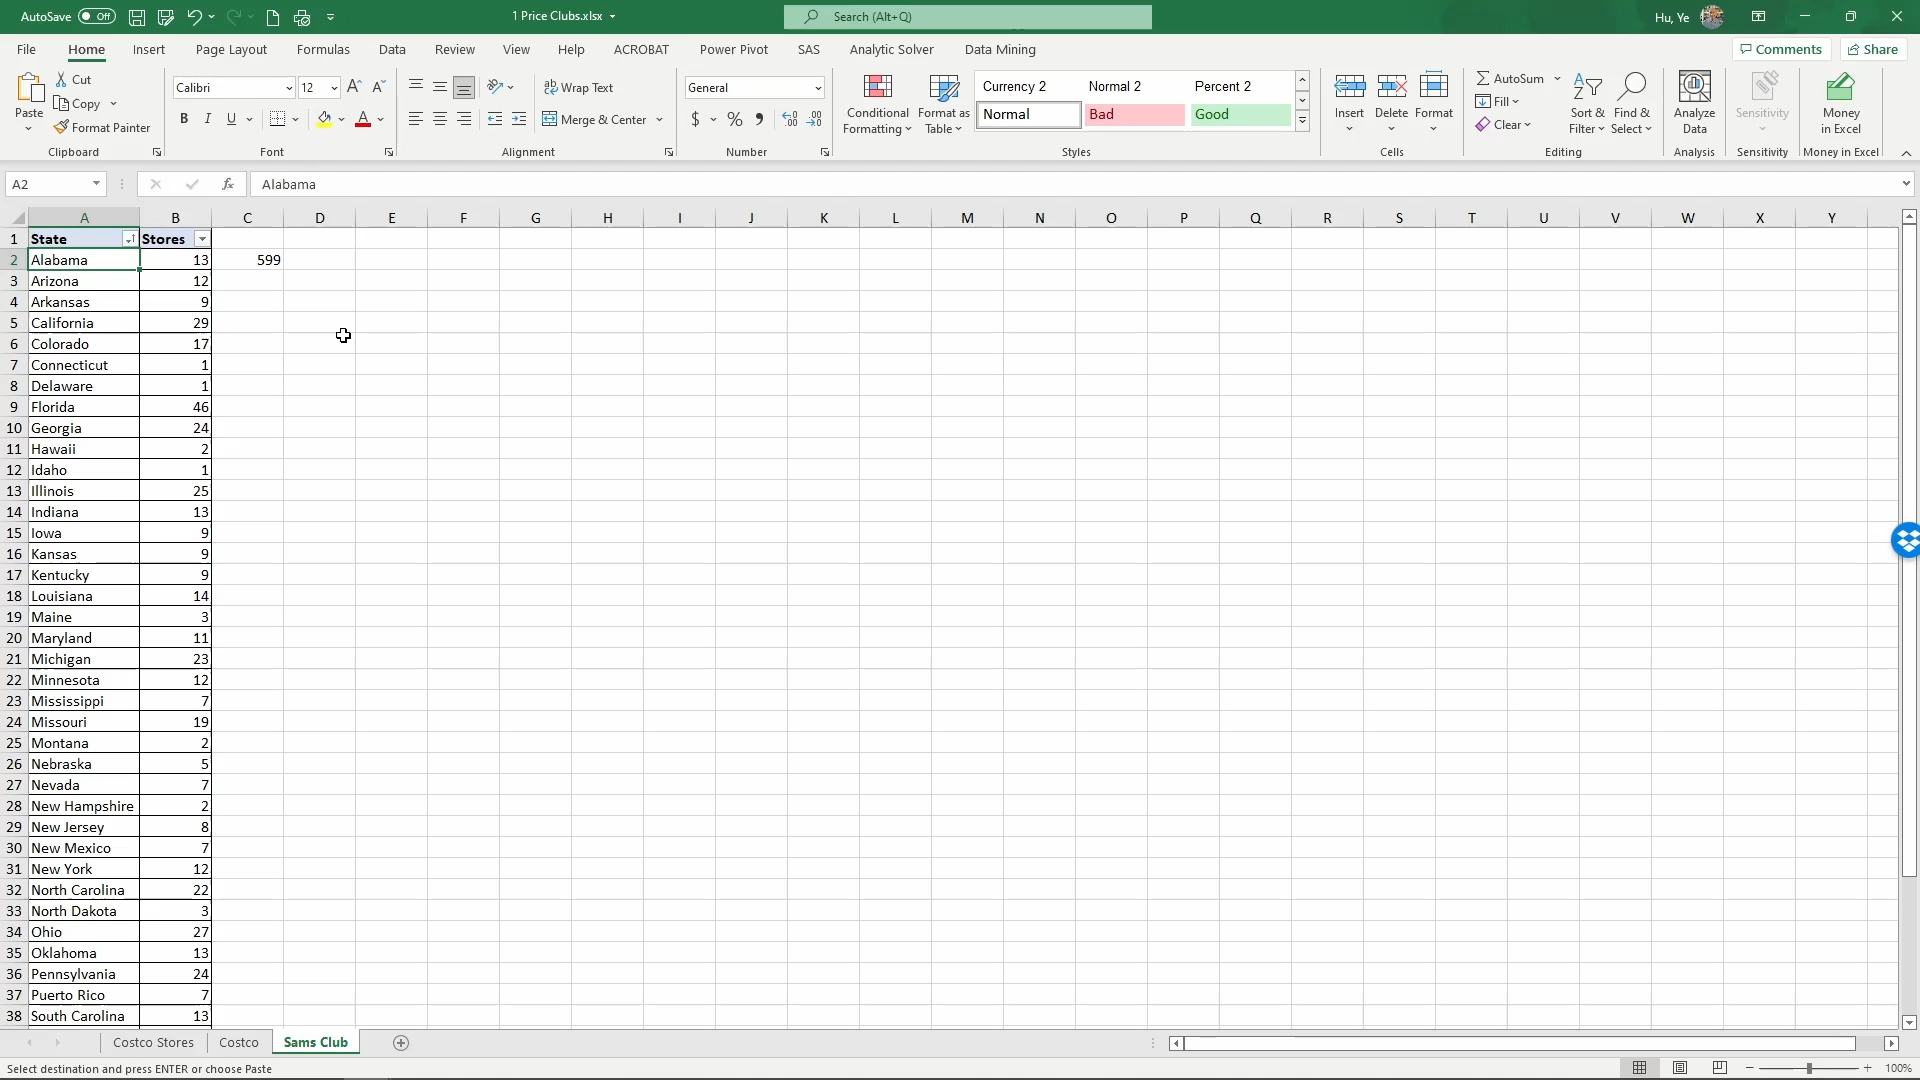 AutoSave Off 1 Price Clubs.xlsx Search (Alt+Q) Hu, Ye
File Home Insert Page Layout Formulas Data Review View Help ACROBAT Power Pivot SAS Analytic Solver Data Mining Comments Share
Paste Cut Copy Format Painter Clipboard
Calibri 12 B I U A Font
Wrap Text Merge & Center Alignment
General $ % Number
Conditional Formatting Format as Table Currency 2 Normal 2 Percent 2 Normal Bad Good Styles
Insert Delete Format Cells
AutoSum Fill Clear Sort & Filter Find & Select Editing
Analyze Data Analysis
Sensitivity Sensitivity
Money in Excel Money in Excel
A2 fx Alabama
A B C D E F G H I J K L M N O P Q R S T U V W X Y
1 State Stores
2 Alabama 13 599
3 Arizona 12
4 Arkansas 9
5 California 29
6 Colorado 17
7 Connecticut 1
8 Delaware 1
9 Florida 46
10 Georgia 24
11 Hawaii 2
12 Idaho 1
13 Illinois 25
14 Indiana 13
15 Iowa 9
16 Kansas 9
17 Kentucky 9
18 Louisiana 14
19 Maine 3
20 Maryland 11
21 Michigan 23
22 Minnesota 12
23 Mississippi 7
24 Missouri 19
25 Montana 2
26 Nebraska 5
27 Nevada 7
28 New Hampshire 2
29 New Jersey 8
30 New Mexico 7
31 New York 12
32 North Carolina 22
33 North Dakota 3
34 Ohio 27
35 Oklahoma 13
36 Pennsylvania 24
37 Puerto Rico 7
38 South Carolina 13
Costco Stores Costco Sams Club
Select destination and press ENTER or choose Paste 100%